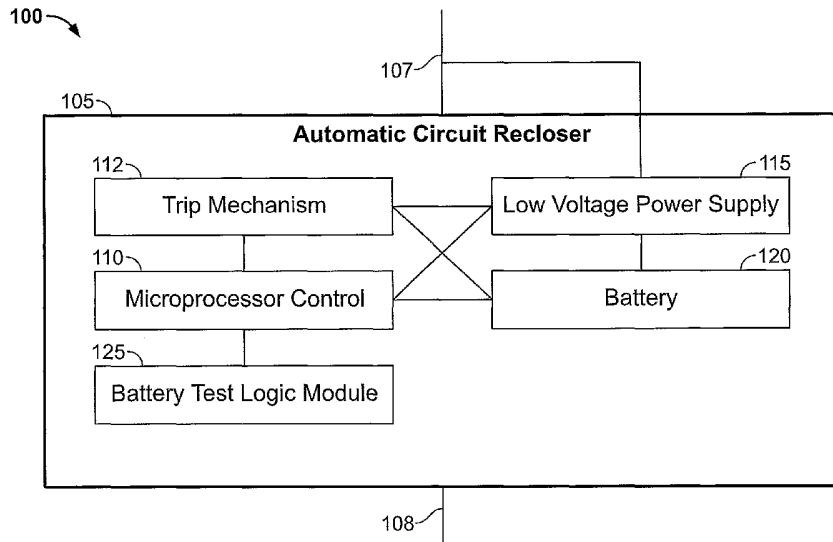 100
107
105
Automatic Circuit Recloser
112
115
Trip Mechanism
Low Voltage Power Supply
110
120
Microprocessor Control
Battery
125
Battery Test Logic Module
108